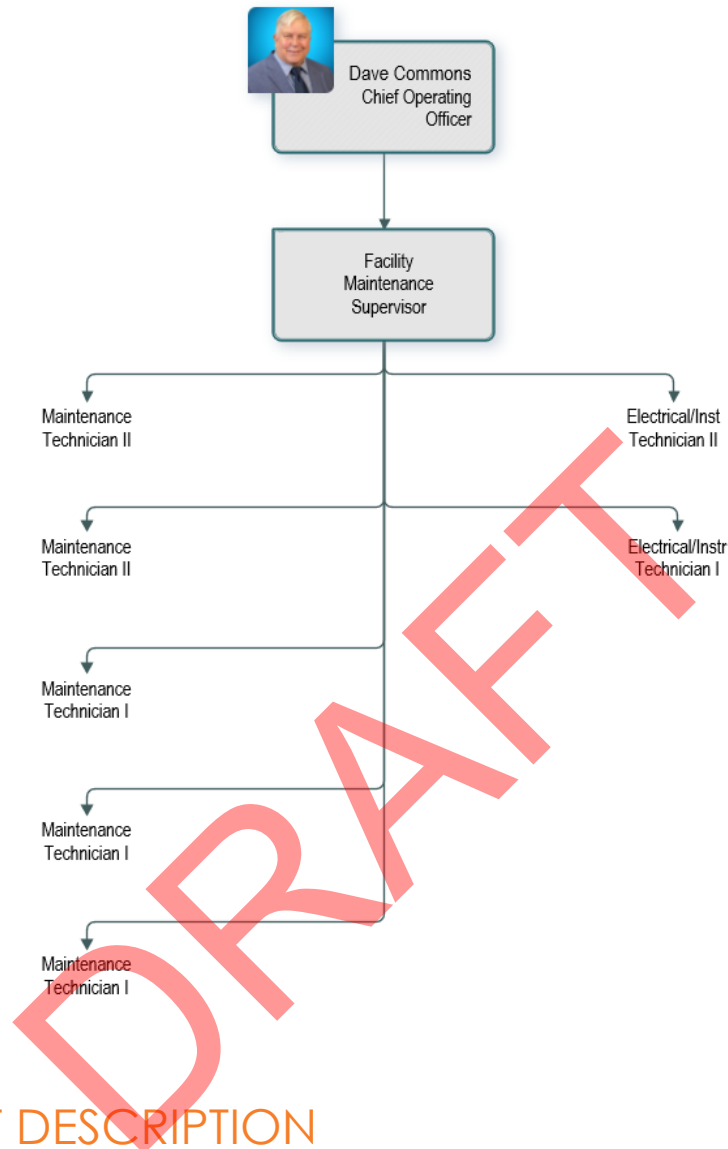 Dave Commons
Chief Operating
Officer
Facility
Maintenance
Supervisor
Maintenance
Technician II
Electrical/Inst
Technician II
Maintenance
Technician II
Electrical/Instr
Technician I
Maintenance
Technician I
Maintenance
Technician I
Maintenance
Technician I
DRAFT
DESCRIPTION